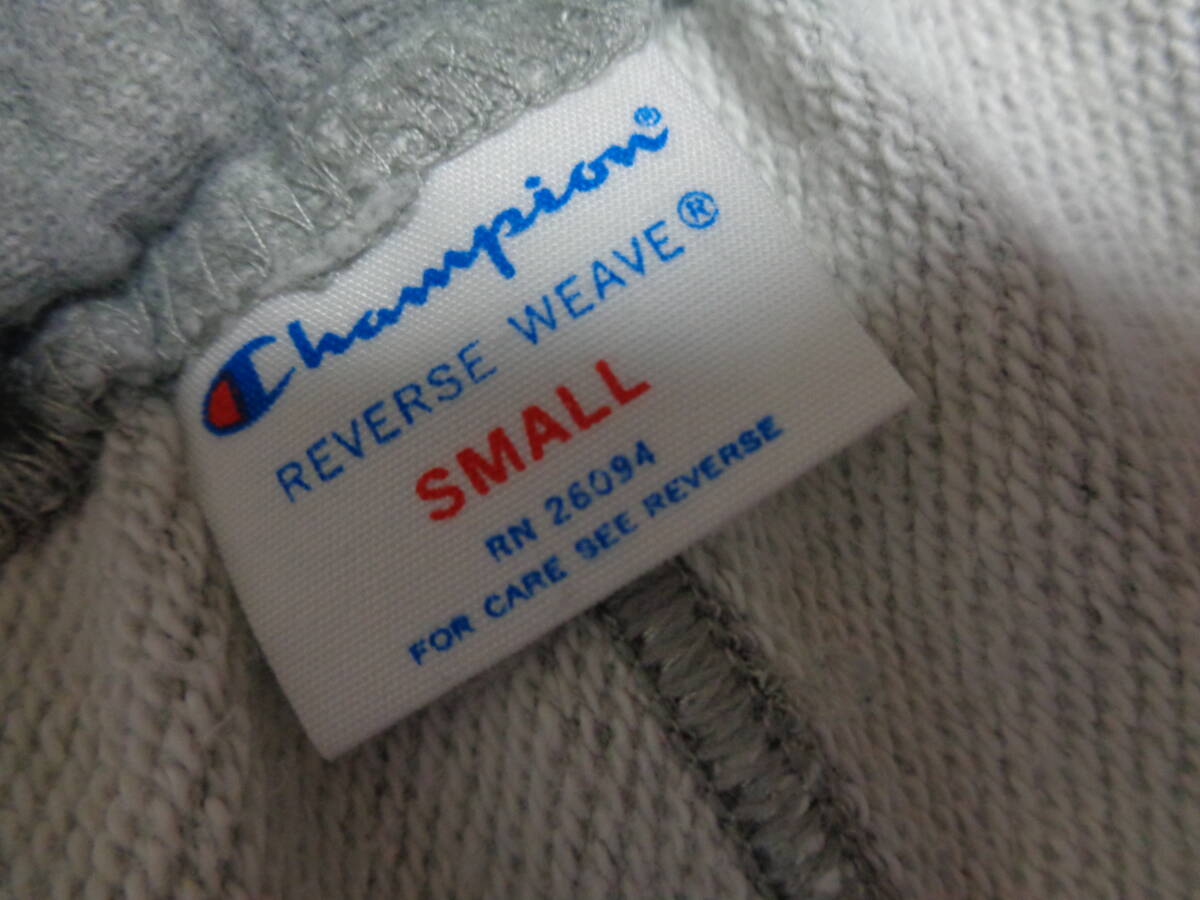 Champion®
REVERSE WEAVE®
SMALL
RN 26094
FOR CARE SEE REVERSE